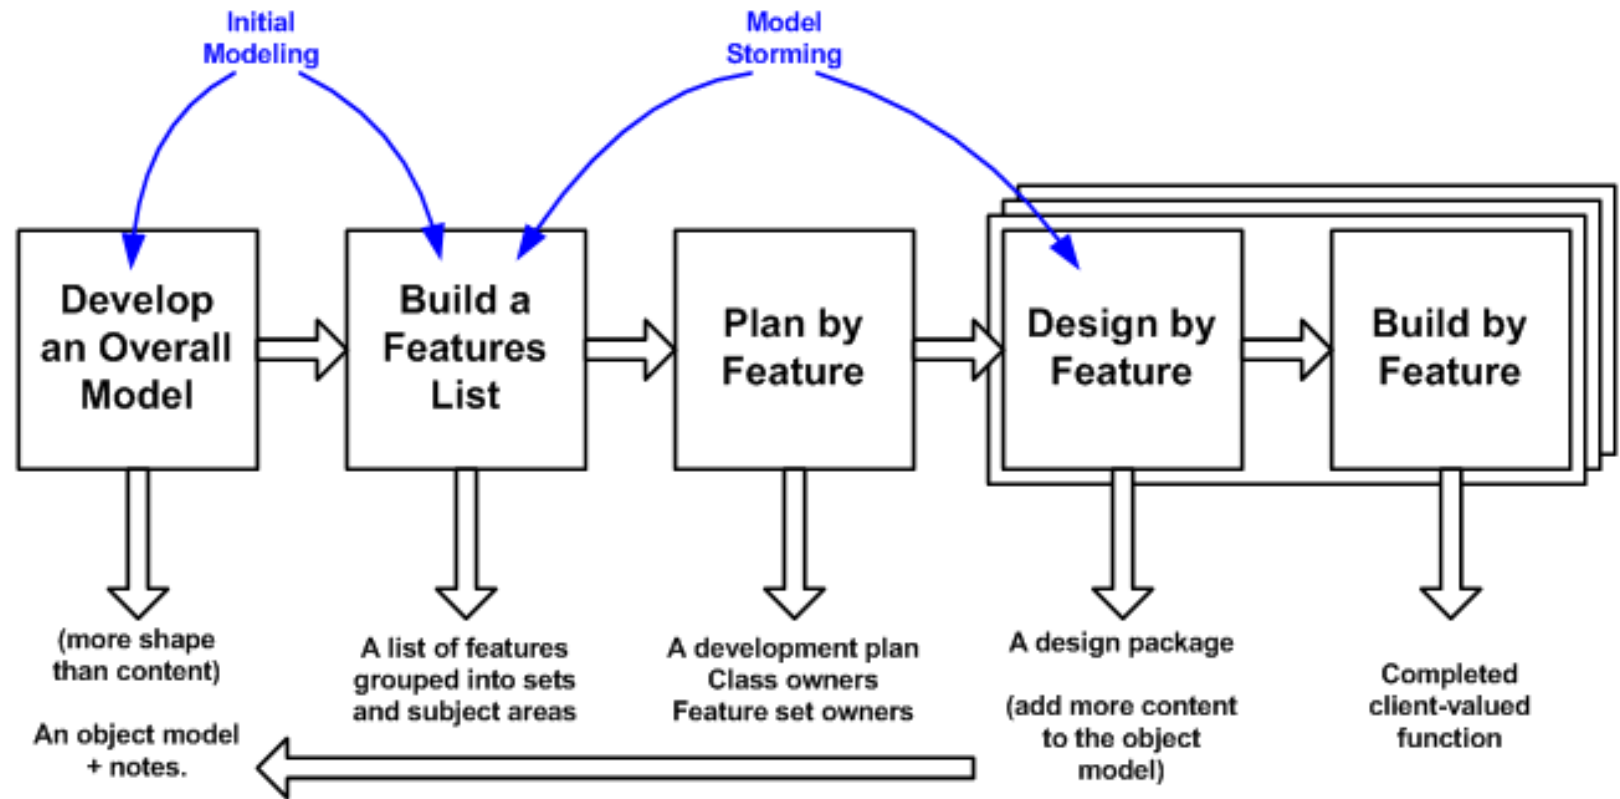 Initial
Modeling
Model
Storming
Develop
an Overall
Model
Build a
Features
List
Plan by
Feature
Design by
Feature
Build by
Feature
(more shape
than content)
An object model
+ notes.
A list of features
grouped into sets
and subject areas
A development plan
Class owners
Feature set owners
A design package
(add more content
to the object
model)
Completed
client-valued
function